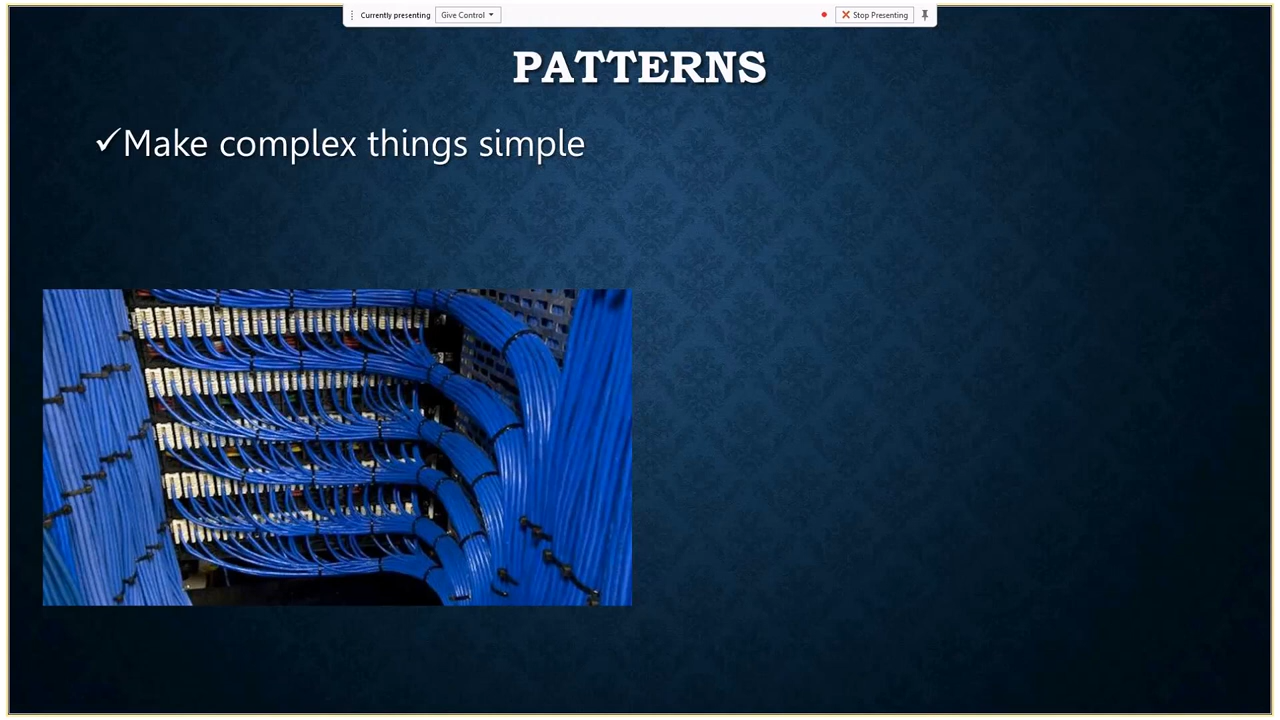 Currently presenting
Give Control
Stop Presenting
PATTERNS
✓Make complex things simple